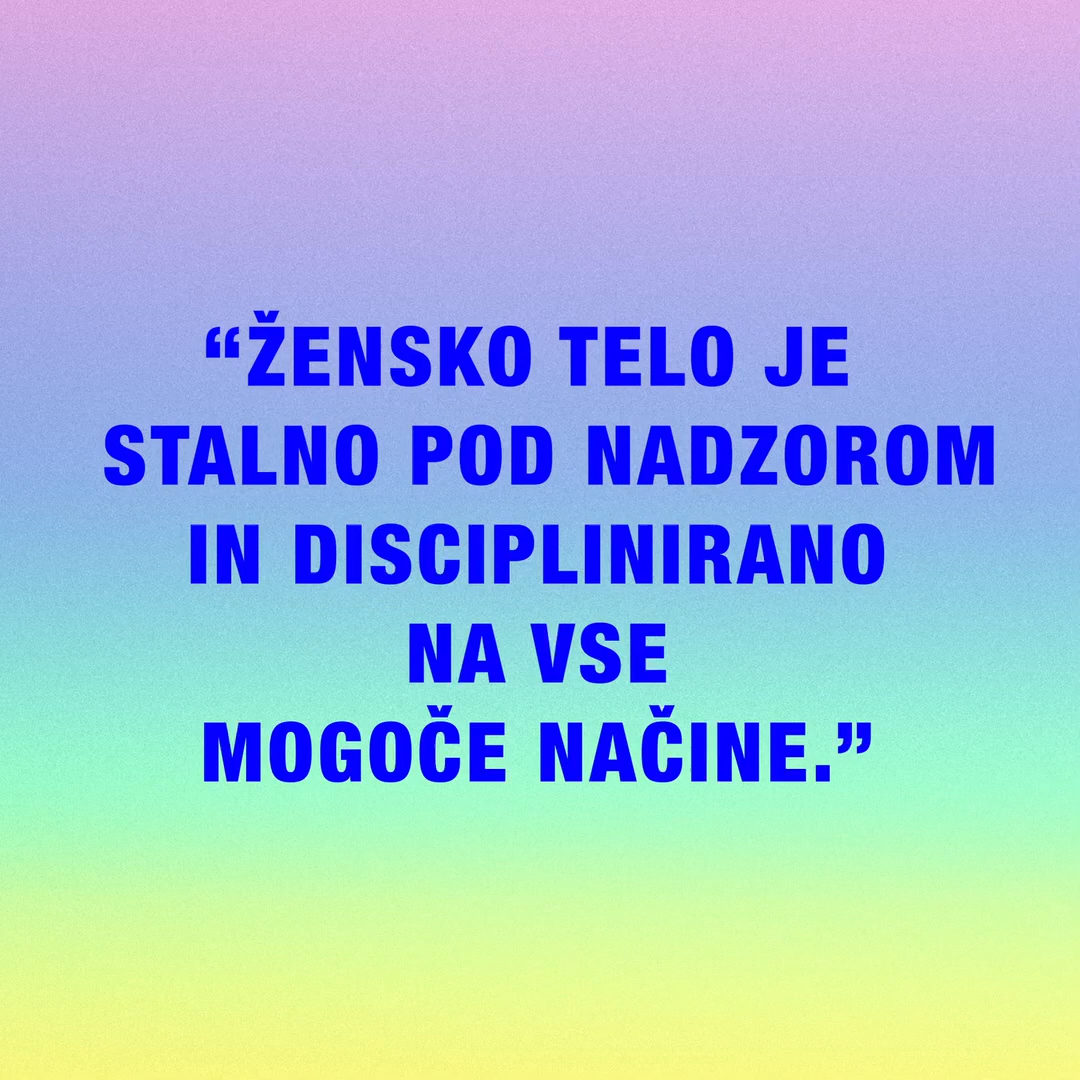 “ŽENSKO TELO JE
STALNO POD NADZOROM
IN DISCIPLINIRANO
NA VSE
MOGOČE NAČINE.”